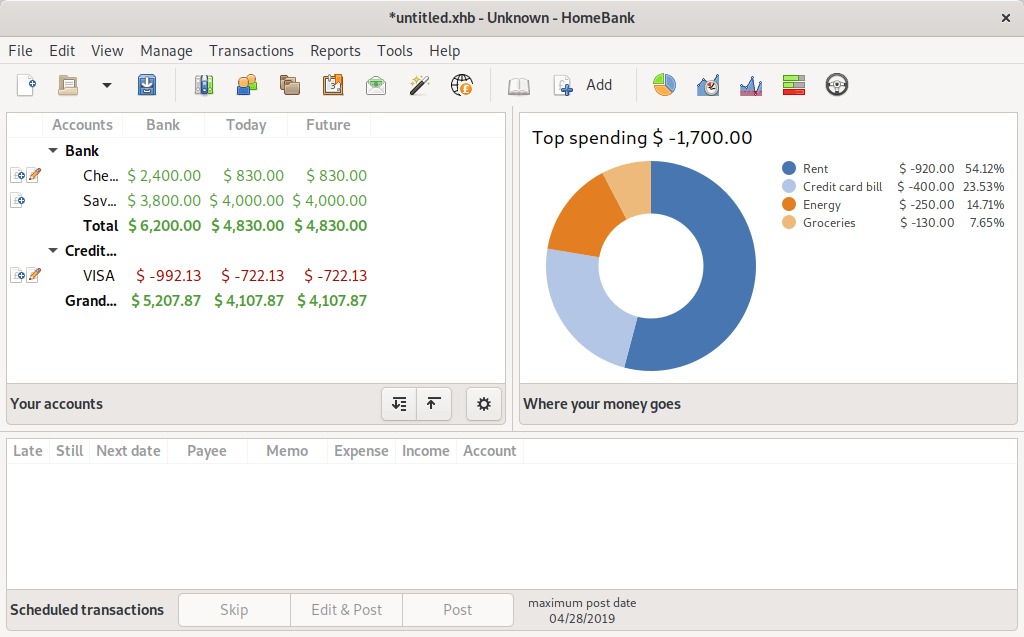 *untitled.xhb - Unknown - HomeBank
File Edit View Manage Transactions Reports Tools Help
Add
Accounts Bank Today Future
Bank
Che... $ 2,400.00 $ 830.00 $ 830.00
Sav... $ 3,800.00 $ 4,000.00 $ 4,000.00
Total $ 6,200.00 $ 4,830.00 $ 4,830.00
Credit...
VISA $ -992.13 $ -722.13 $ -722.13
Grand... $ 5,207.87 $ 4,107.87 $ 4,107.87
Your accounts
Top spending $ -1,700.00
Rent $ -920.00 54.12%
Credit card bill $ -400.00 23.53%
Energy $ -250.00 14.71%
Groceries $ -130.00 7.65%
Where your money goes
Late Still Next date Payee Memo Expense Income Account
Scheduled transactions Skip Edit & Post Post
maximum post date
04/28/2019